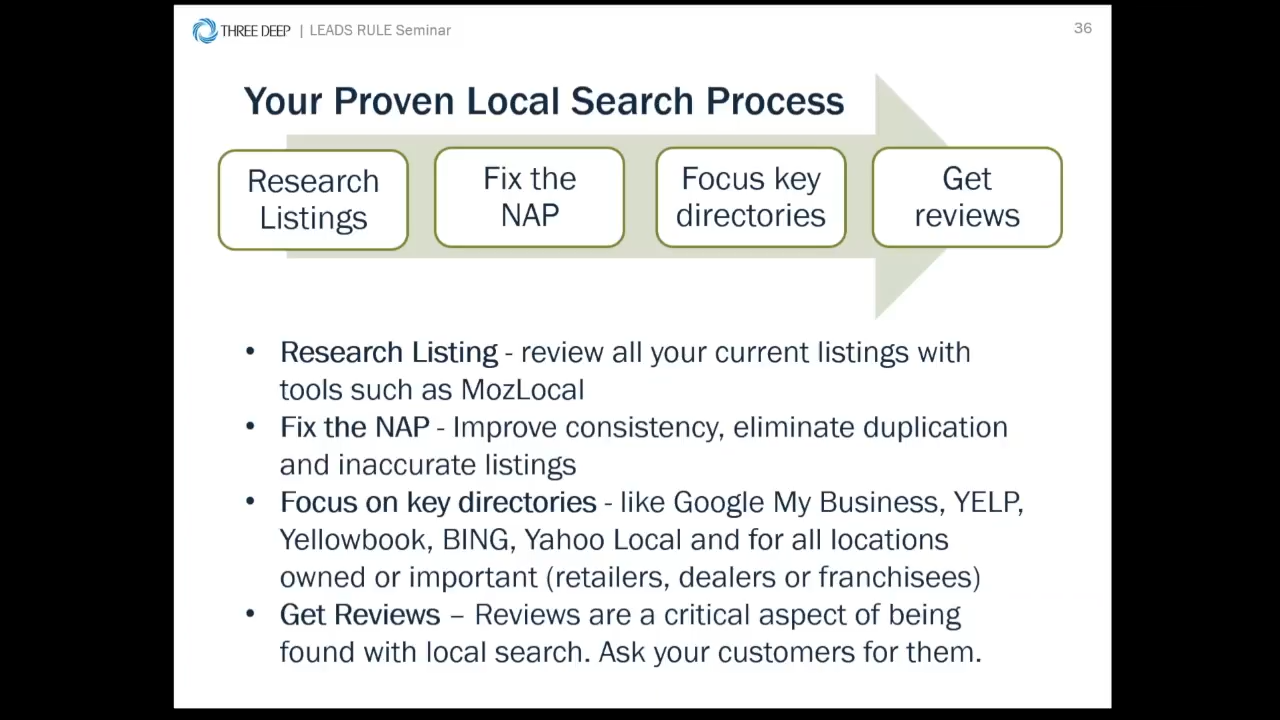 THREE DEEP | LEADS RULE Seminar
36
Your Proven Local Search Process
Research
Listings
Fix the
NAP
Focus key
directories
Get
reviews
• Research Listing - review all your current listings with
tools such as MozLocal
• Fix the NAP - Improve consistency, eliminate duplication
and inaccurate listings
• Focus on key directories - like Google My Business, YELP,
Yellowbook, BING, Yahoo Local and for all locations
owned or important (retailers, dealers or franchisees)
• Get Reviews – Reviews are a critical aspect of being
found with local search. Ask your customers for them.